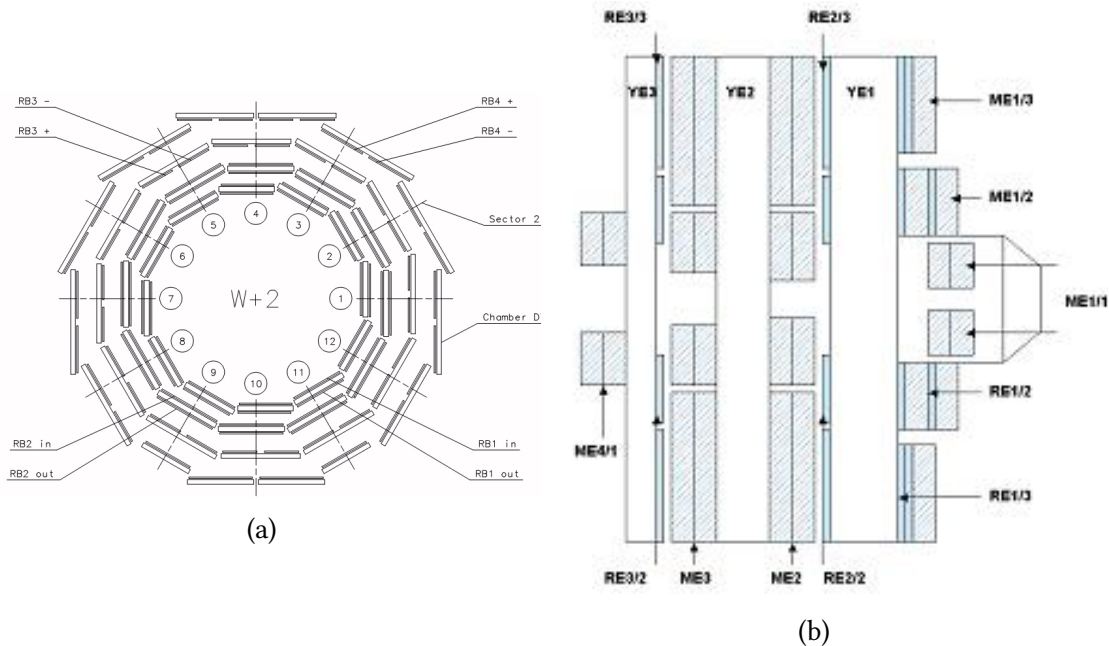 RB3 -
RB3 +
RB4 +
RB4 -
Sector 2
Chamber D
W+2
1
2
3
4
5
6
7
8
9
10
11
12
RB2 in
RB2 out
RB1 in
RB1 out
(a)
RE3/3
RE2/3
YE3
YE2
YE1
ME1/3
ME1/2
ME1/1
RE1/2
RE1/3
ME4/1
RE3/2
ME3
ME2
RE2/2
(b)